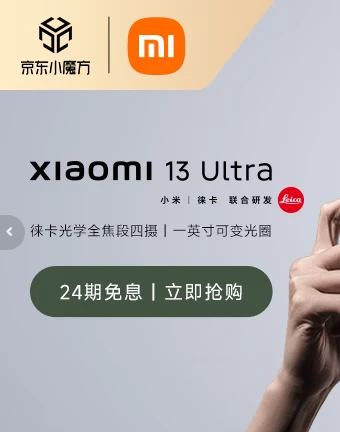 京东小魔方
mi
xiaomi 13 Ultra
小米 | 徕卡 联合研发 Leica
徕卡光学全焦段四摄 | 一英寸可变光圈
24期免息 | 立即抢购